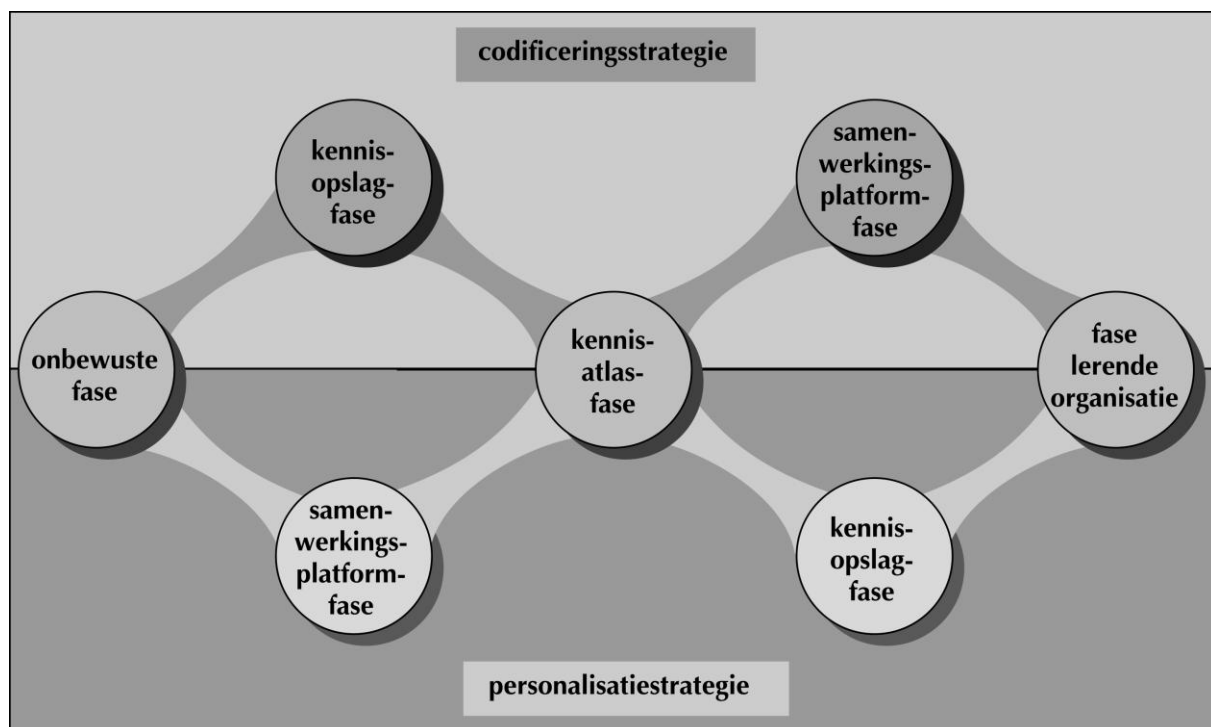 codificeringsstrategie
kennis-
opslag-
fase
samen-
werkings-
platform-
fase
onbewuste
fase
kennis-
atlas-
fase
fase
lerende
organisatie
samen-
werkings-
platform-
fase
kennis-
opslag-
fase
personalisatiestrategie